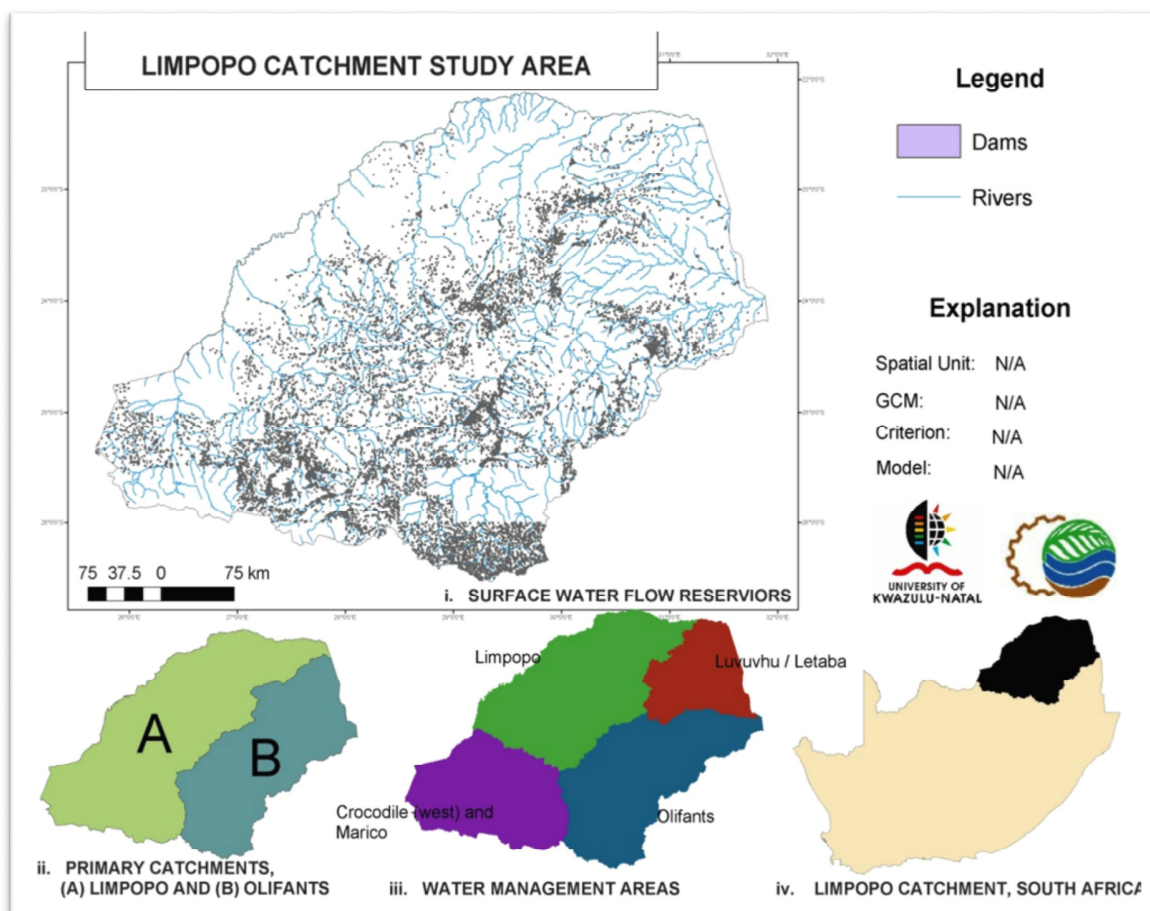 LIMPOPO CATCHMENT STUDY AREA
Legend
Dams
Rivers
Explanation
Spatial Unit: N/A
GCM: N/A
Criterion: N/A
Model: N/A
UNIVERSITY OF
KWAZULU-NATAL
75 37.5 0 75 km
i. SURFACE WATER FLOW RESERVIORS
A
B
ii. PRIMARY CATCHMENTS,
(A) LIMPOPO AND (B) OLIFANTS
Limpopo
Luvuvhu / Letaba
Crocodile (west) and
Marico
Olifants
iii. WATER MANAGEMENT AREAS
iv. LIMPOPO CATCHMENT, SOUTH AFRICA